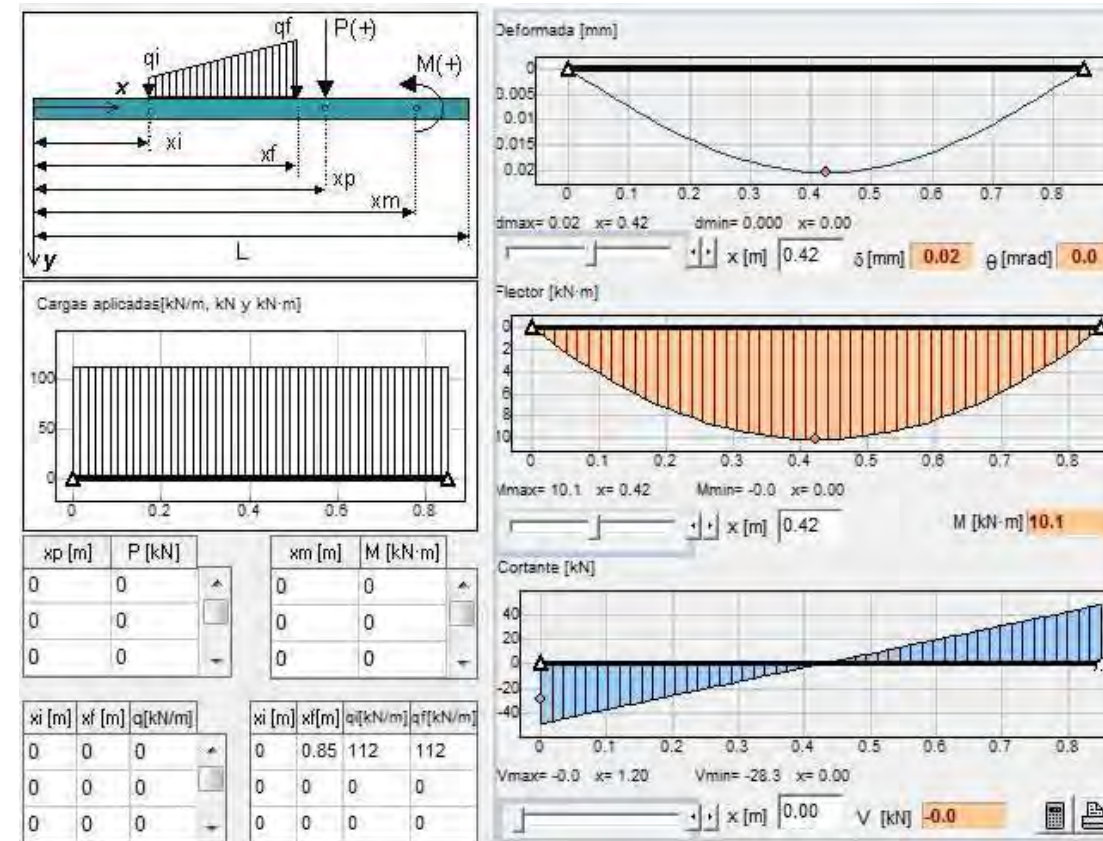 qi
qf
P(+)
M(+)
x
xi
xf
xp
xm
L
y
Cargas aplicadas[kN/m, kN y kN·m]
100
50
0
0 0.2 0.4 0.6 0.8
xp [m] P [kN]
0 0
0 0
0 0
xm [m] M [kN·m]
0 0
0 0
0 0
xi [m] xf [m] q[kN/m]
0 0 0
0 0 0
0 0 0
xi [m] xf[m] qi[kN/m] qf[kN/m]
0 0.85 112 112
0 0 0 0
0 0 0 0
Deformada [mm]
0
0.005
0.01
0.015
0.02
0 0.1 0.2 0.3 0.4 0.5 0.6 0.7 0.8
dmax= 0.02 x= 0.42 dmin= 0.000 x= 0.00
x [m] 0.42 δ [mm] 0.02 θ [mrad] 0.0
Flector [kN·m]
0
2
4
6
8
10
0 0.1 0.2 0.3 0.4 0.5 0.6 0.7 0.8
Mmax= 10.1 x= 0.42 Mmin= -0.0 x= 0.00
x [m] 0.42 M [kN·m] 10.1
Cortante [kN]
40
20
0
-20
-40
0 0.1 0.2 0.3 0.4 0.5 0.6 0.7 0.8
Vmax= -0.0 x= 1.20 Vmin= -28.3 x= 0.00
x [m] 0.00 V [kN] -0.0